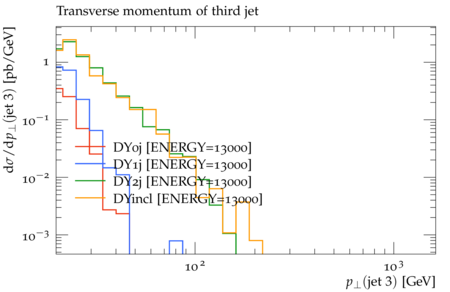 Transverse momentum of third jet
dσ/dp⊥(jet 3) [pb/GeV]
1
10⁻¹
10⁻²
10⁻³
DY0j [ENERGY=13000]
DY1j [ENERGY=13000]
DY2j [ENERGY=13000]
DYincl [ENERGY=13000]
10² 10³
p⊥(jet 3) [GeV]